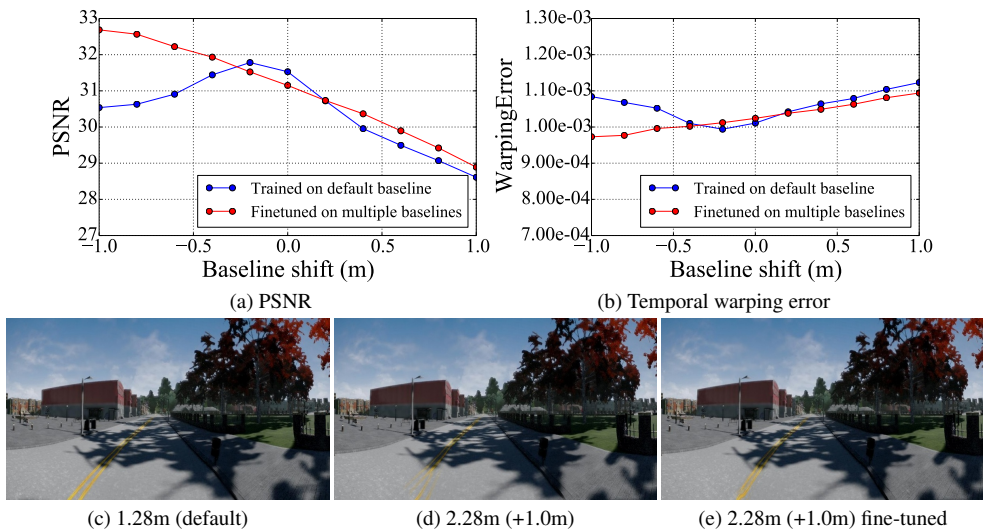 33
32
31
30
29
28
27
PSNR
Trained on default baseline
Finetuned on multiple baselines
−1.0 −0.5 0.0 0.5 1.0
Baseline shift (m)
(a) PSNR
1.30e-03
1.20e-03
1.10e-03
1.00e-03
9.00e-04
8.00e-04
7.00e-04
WarpingError
Trained on default baseline
Finetuned on multiple baselines
−1.0 −0.5 0.0 0.5 1.0
Baseline shift (m)
(b) Temporal warping error
(c) 1.28m (default)
(d) 2.28m (+1.0m)
(e) 2.28m (+1.0m) fine-tuned